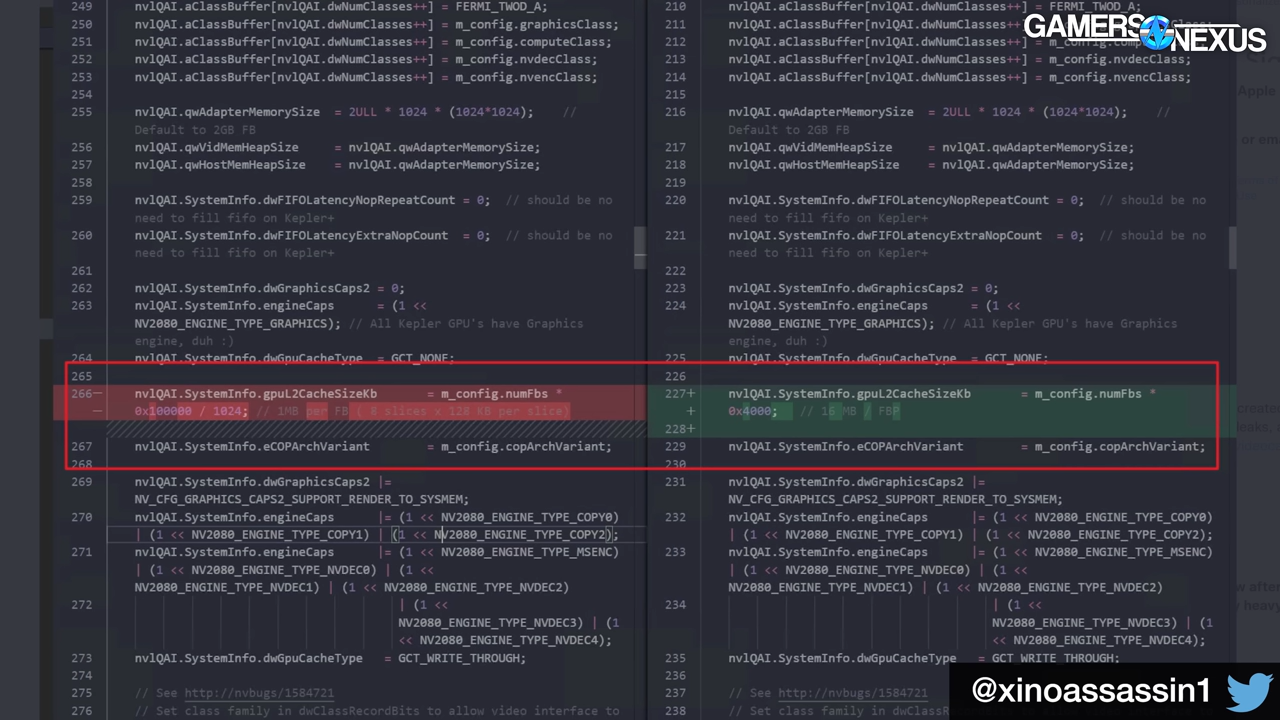 249 nvlQAI.aClassBuffer[nvlQAI.dwNumClasses++] = FERMI_TWOD_A;
250 nvlQAI.aClassBuffer[nvlQAI.dwNumClasses++] = m_config.graphicsClass;
251 nvlQAI.aClassBuffer[nvlQAI.dwNumClasses++] = m_config.computeClass;
252 nvlQAI.aClassBuffer[nvlQAI.dwNumClasses++] = m_config.nvdecClass;
253 nvlQAI.aClassBuffer[nvlQAI.dwNumClasses++] = m_config.nvencClass;
254
255 nvlQAI.qwAdapterMemorySize = 2ULL * 1024 * (1024*1024); //
Default to 2GB FB
256 nvlQAI.qwVidMemHeapSize = nvlQAI.qwAdapterMemorySize;
257 nvlQAI.qwHostMemHeapSize = nvlQAI.qwAdapterMemorySize;
258
259 nvlQAI.SystemInfo.dwFIFOLatencyNopRepeatCount = 0; // should be no
need to fill fifo on Kepler+
260 nvlQAI.SystemInfo.dwFIFOLatencyExtraNopCount = 0; // should be no
need to fill fifo on Kepler+
261
262 nvlQAI.SystemInfo.dwGraphicsCaps2 = 0;
263 nvlQAI.SystemInfo.engineCaps = (1 <<
NV2080_ENGINE_TYPE_GRAPHICS); // All Kepler GPU's have Graphics
engine, duh :)
264 nvlQAI.SystemInfo.dwGpuCacheType = GCT_NONE;
265
266— nvlQAI.SystemInfo.gpuL2CacheSizeKb = m_config.numFbs *
— 0x100000 / 1024; // 1MB per FB ( 8 slices x 128 KB per slice)
267 nvlQAI.SystemInfo.eCOPArchVariant = m_config.copArchVariant;
268
269 nvlQAI.SystemInfo.dwGraphicsCaps2 |=
NV_CFG_GRAPHICS_CAPS2_SUPPORT_RENDER_TO_SYSMEM;
270 nvlQAI.SystemInfo.engineCaps |= (1 << NV2080_ENGINE_TYPE_COPY0)
| (1 << NV2080_ENGINE_TYPE_COPY1) | (1 << NV2080_ENGINE_TYPE_COPY2);
271 nvlQAI.SystemInfo.engineCaps |= (1 << NV2080_ENGINE_TYPE_MSENC)
| (1 << NV2080_ENGINE_TYPE_NVDEC0) | (1 <<
NV2080_ENGINE_TYPE_NVDEC1) | (1 << NV2080_ENGINE_TYPE_NVDEC2)
272 | (1 <<
NV2080_ENGINE_TYPE_NVDEC3) | (1
<< NV2080_ENGINE_TYPE_NVDEC4);
273 nvlQAI.SystemInfo.dwGpuCacheType = GCT_WRITE_THROUGH;
274
275 // See http://nvbugs/1584721
276 // Set class family in dwClassRecordBits to allow video interface to
210 nvlQAI.aClassBuffer[nvlQAI.dwNumClasses++] = FERMI_TWOD_A;
211 nvlQAI.aClassBuffer[nvlQAI.dwNumClasses++]
212 nvlQAI.aClassBuffer[nvlQAI.dwNumClasses++] = m_config.
213 nvlQAI.aClassBuffer[nvlQAI.dwNumClasses++] = m_config.nvdecClass;
214 nvlQAI.aClassBuffer[nvlQAI.dwNumClasses++] = m_config.nvencClass;
215
216 nvlQAI.qwAdapterMemorySize = 2ULL * 1024 * (1024*1024); //
Default to 2GB FB
217 nvlQAI.qwVidMemHeapSize = nvlQAI.qwAdapterMemorySize;
218 nvlQAI.qwHostMemHeapSize = nvlQAI.qwAdapterMemorySize;
219
220 nvlQAI.SystemInfo.dwFIFOLatencyNopRepeatCount = 0; // should be no
need to fill fifo on Kepler+
221 nvlQAI.SystemInfo.dwFIFOLatencyExtraNopCount = 0; // should be no
need to fill fifo on Kepler+
222
223 nvlQAI.SystemInfo.dwGraphicsCaps2 = 0;
224 nvlQAI.SystemInfo.engineCaps = (1 <<
NV2080_ENGINE_TYPE_GRAPHICS); // All Kepler GPU's have Graphics
engine, duh :)
225 nvlQAI.SystemInfo.dwGpuCacheType = GCT_NONE;
226
227+ nvlQAI.SystemInfo.gpuL2CacheSizeKb = m_config.numFbs *
+ 0x4000; // 16 MB / FBP
228+
229 nvlQAI.SystemInfo.eCOPArchVariant = m_config.copArchVariant;
230
231 nvlQAI.SystemInfo.dwGraphicsCaps2 |=
NV_CFG_GRAPHICS_CAPS2_SUPPORT_RENDER_TO_SYSMEM;
232 nvlQAI.SystemInfo.engineCaps |= (1 << NV2080_ENGINE_TYPE_COPY0)
| (1 << NV2080_ENGINE_TYPE_COPY1) | (1 << NV2080_ENGINE_TYPE_COPY2);
233 nvlQAI.SystemInfo.engineCaps |= (1 << NV2080_ENGINE_TYPE_MSENC)
| (1 << NV2080_ENGINE_TYPE_NVDEC0) | (1 <<
NV2080_ENGINE_TYPE_NVDEC1) | (1 << NV2080_ENGINE_TYPE_NVDEC2)
234 | (1 <<
NV2080_ENGINE_TYPE_NVDEC3) | (1
<< NV2080_ENGINE_TYPE_NVDEC4);
235 nvlQAI.SystemInfo.dwGpuCacheType = GCT_WRITE_THROUGH;
236
237 // See http://nvbugs/1584721
238 // Set class family in dwClassRecor
GAMERS
NEXUS
Apple
or em
creati
eaks.
w afte
y heav
@xinoassassin1